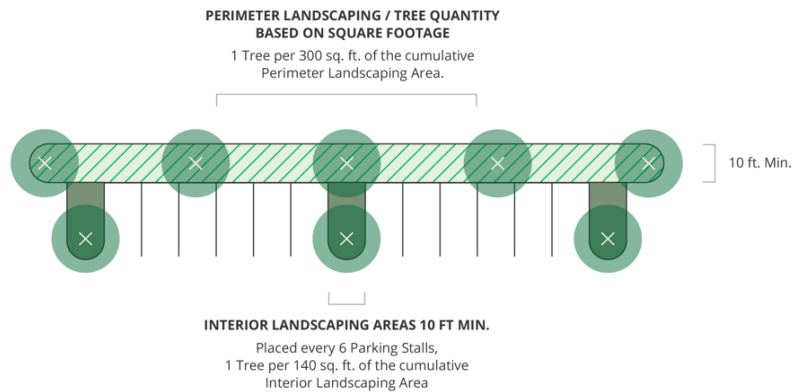 PERIMETER LANDSCAPING / TREE QUANTITY
BASED ON SQUARE FOOTAGE
1 Tree per 300 sq. ft. of the cumulative
Perimeter Landscaping Area.
10 ft. Min.
INTERIOR LANDSCAPING AREAS 10 FT MIN.
Placed every 6 Parking Stalls,
1 Tree per 140 sq. ft. of the cumulative
Interior Landscaping Area